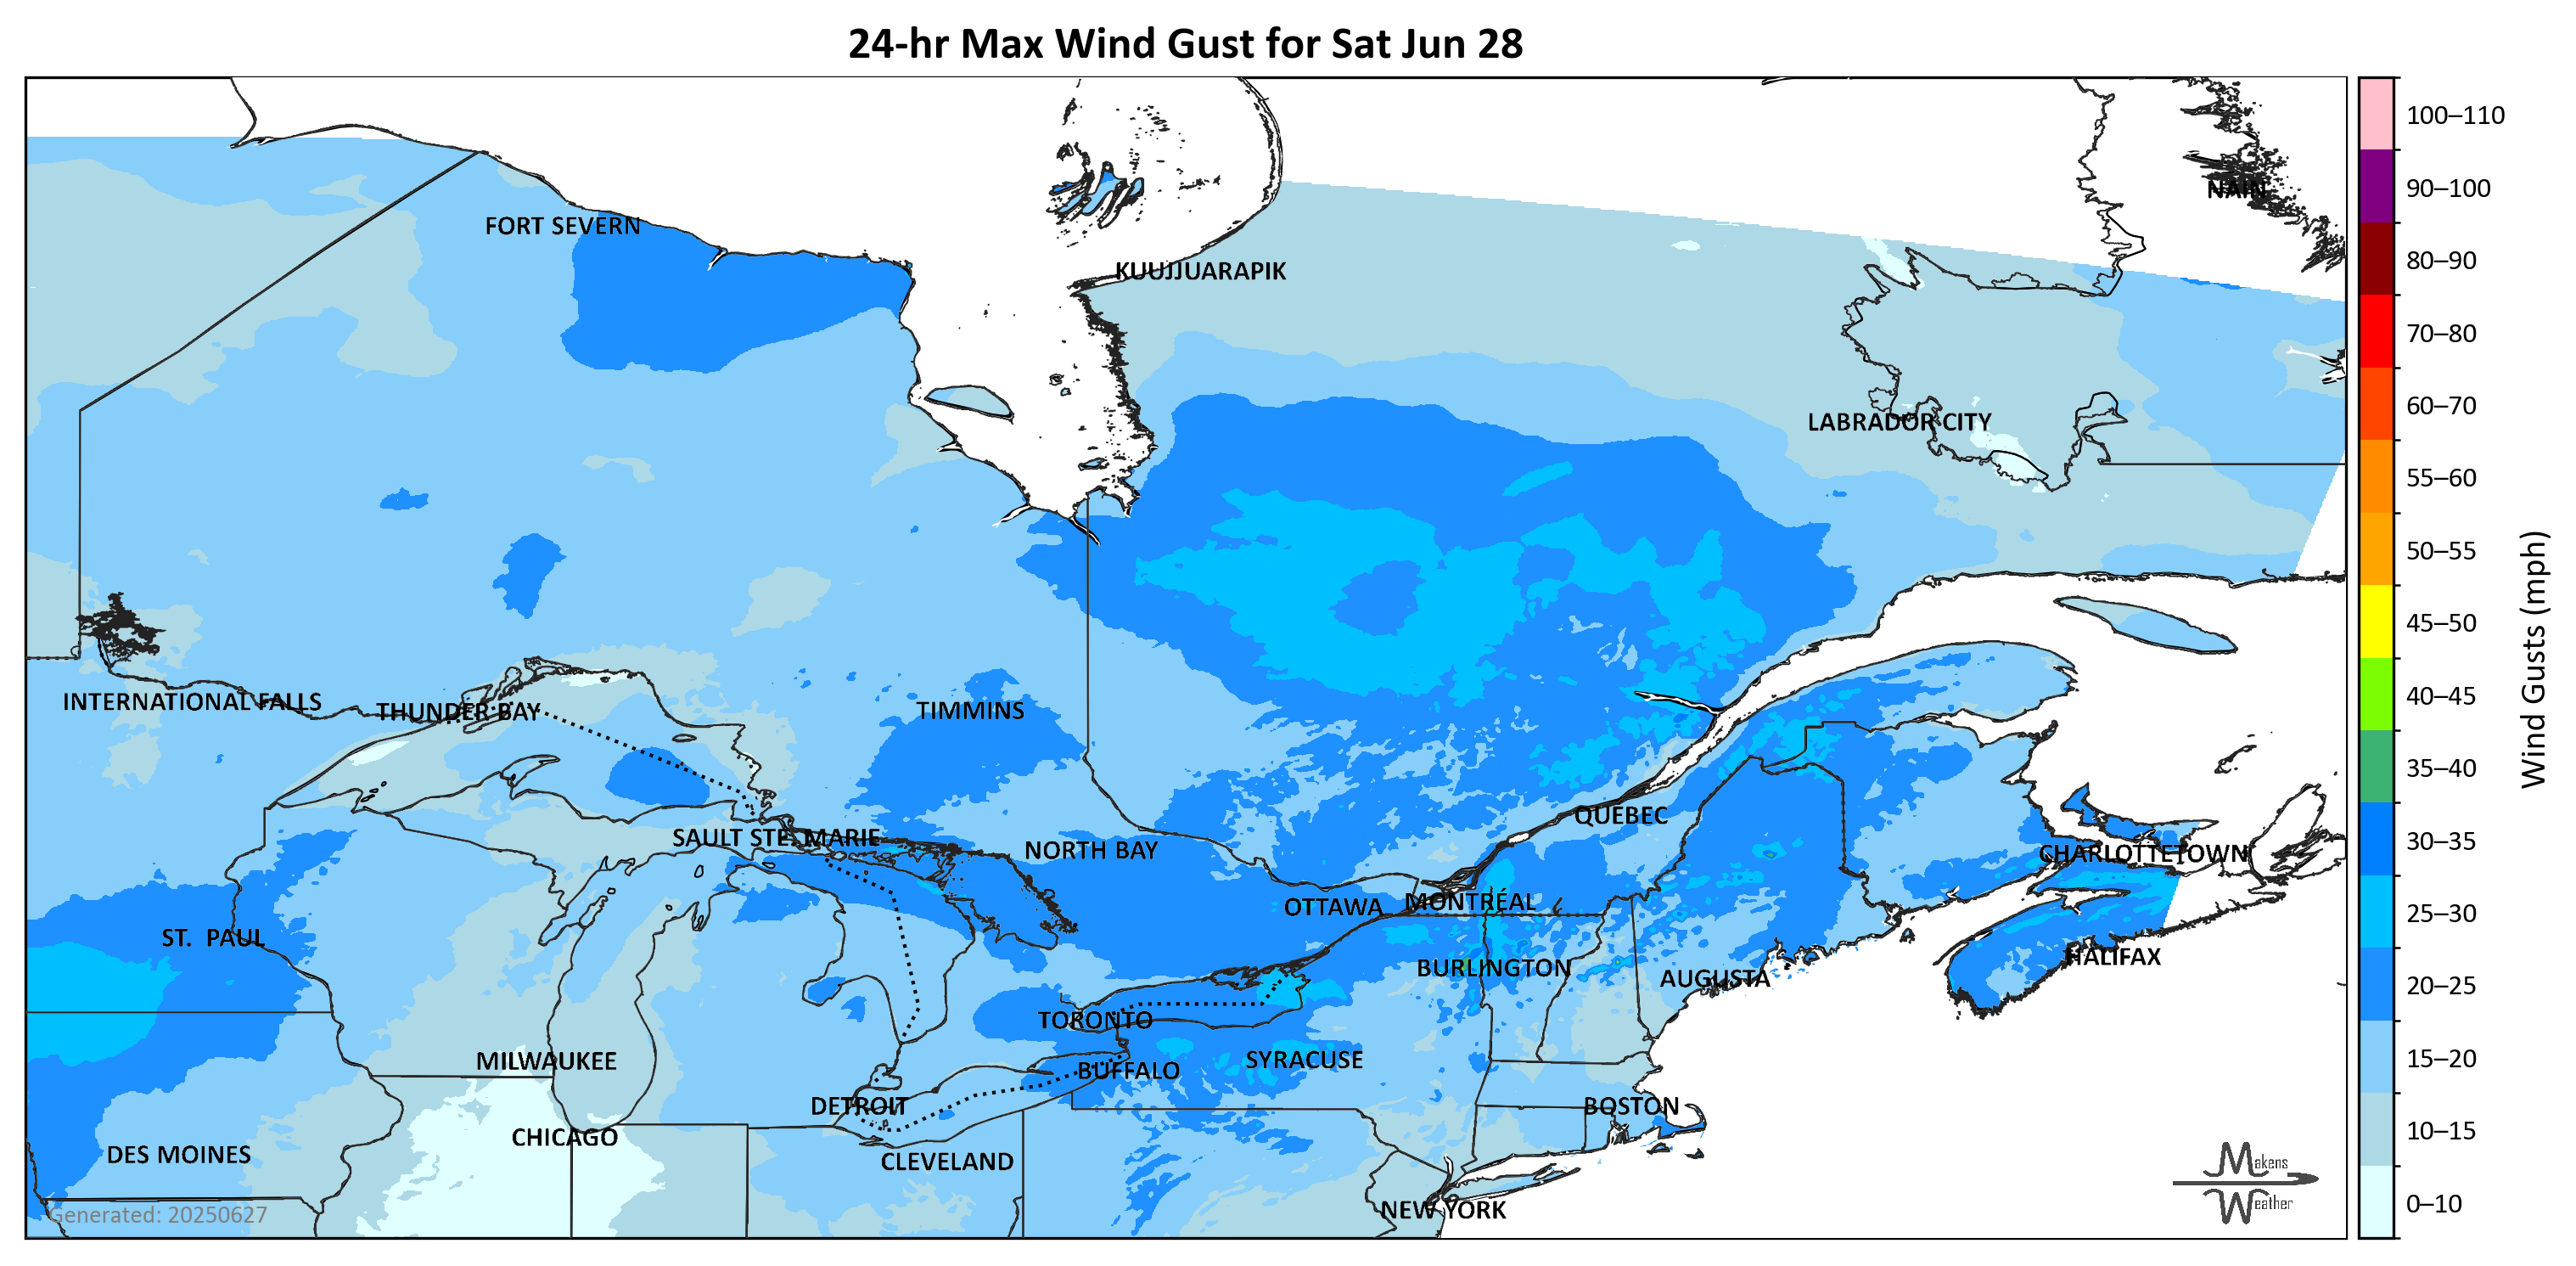 24-hr Max Wind Gust for Sat Jun 28
100–110
90–100
80–90
70–80
60–70
55–60
50–55
45–50
40–45
35–40
30–35
25–30
20–25
15–20
10–15
0–10
Wind Gusts (mph)
NAIN
FORT SEVERN
KUUJJUARAPIK
LABRADOR CITY
INTERNATIONAL FALLS
THUNDER BAY
TIMMINS
QUÉBEC
SAULT STE. MARIE
NORTH BAY
CHARLOTTETOWN
OTTAWA
MONTRÉAL
ST. PAUL
HALIFAX
BURLINGTON
AUGUSTA
TORONTO
MILWAUKEE
BUFFALO
SYRACUSE
DETROIT
BOSTON
CHICAGO
DES MOINES
CLEVELAND
NEW YORK
Generated: 20250627
Makens
Weather